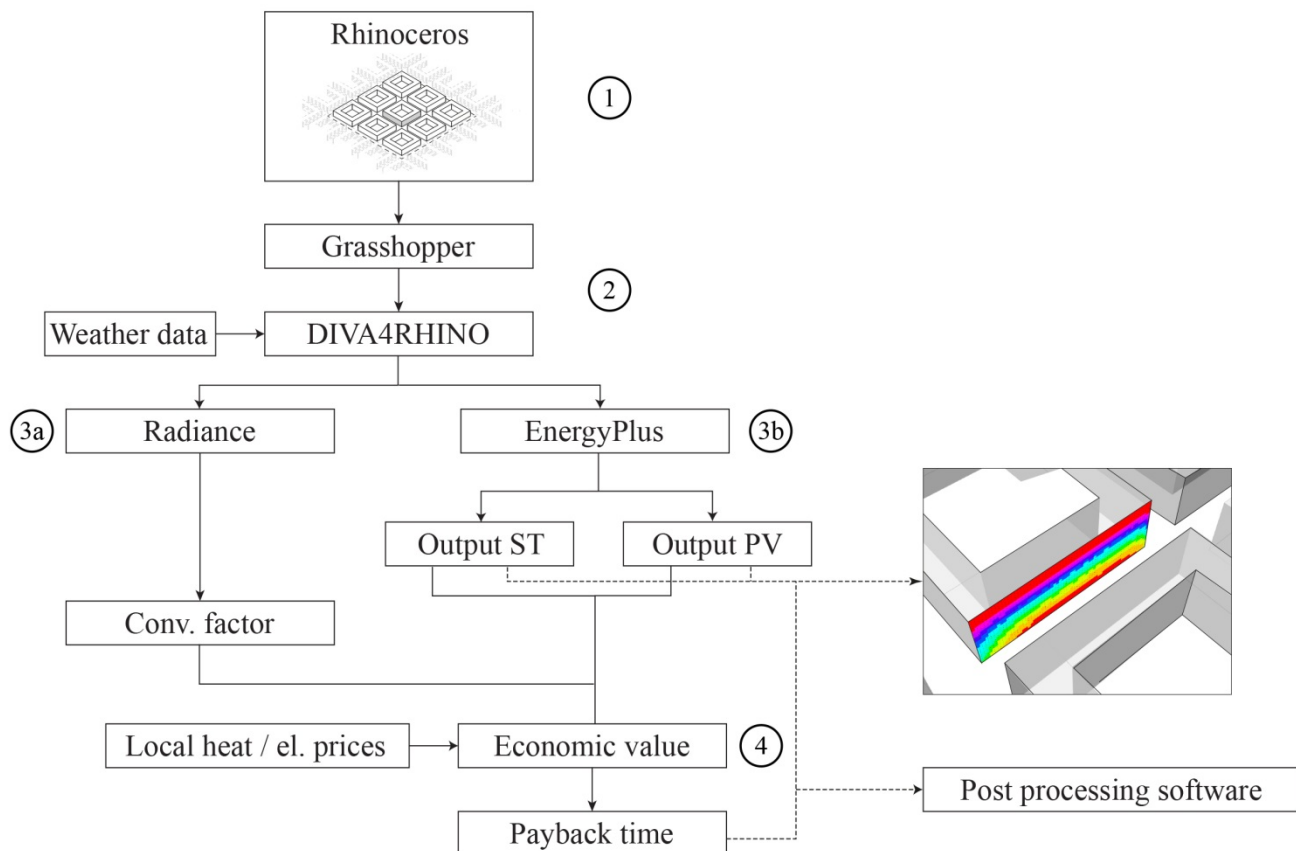 Rhinoceros
1
Grasshopper
2
Weather data
DIVA4RHINO
3a
Radiance
EnergyPlus
3b
Output ST
Output PV
Conv. factor
Local heat / el. prices
Economic value
4
Post processing software
Payback time